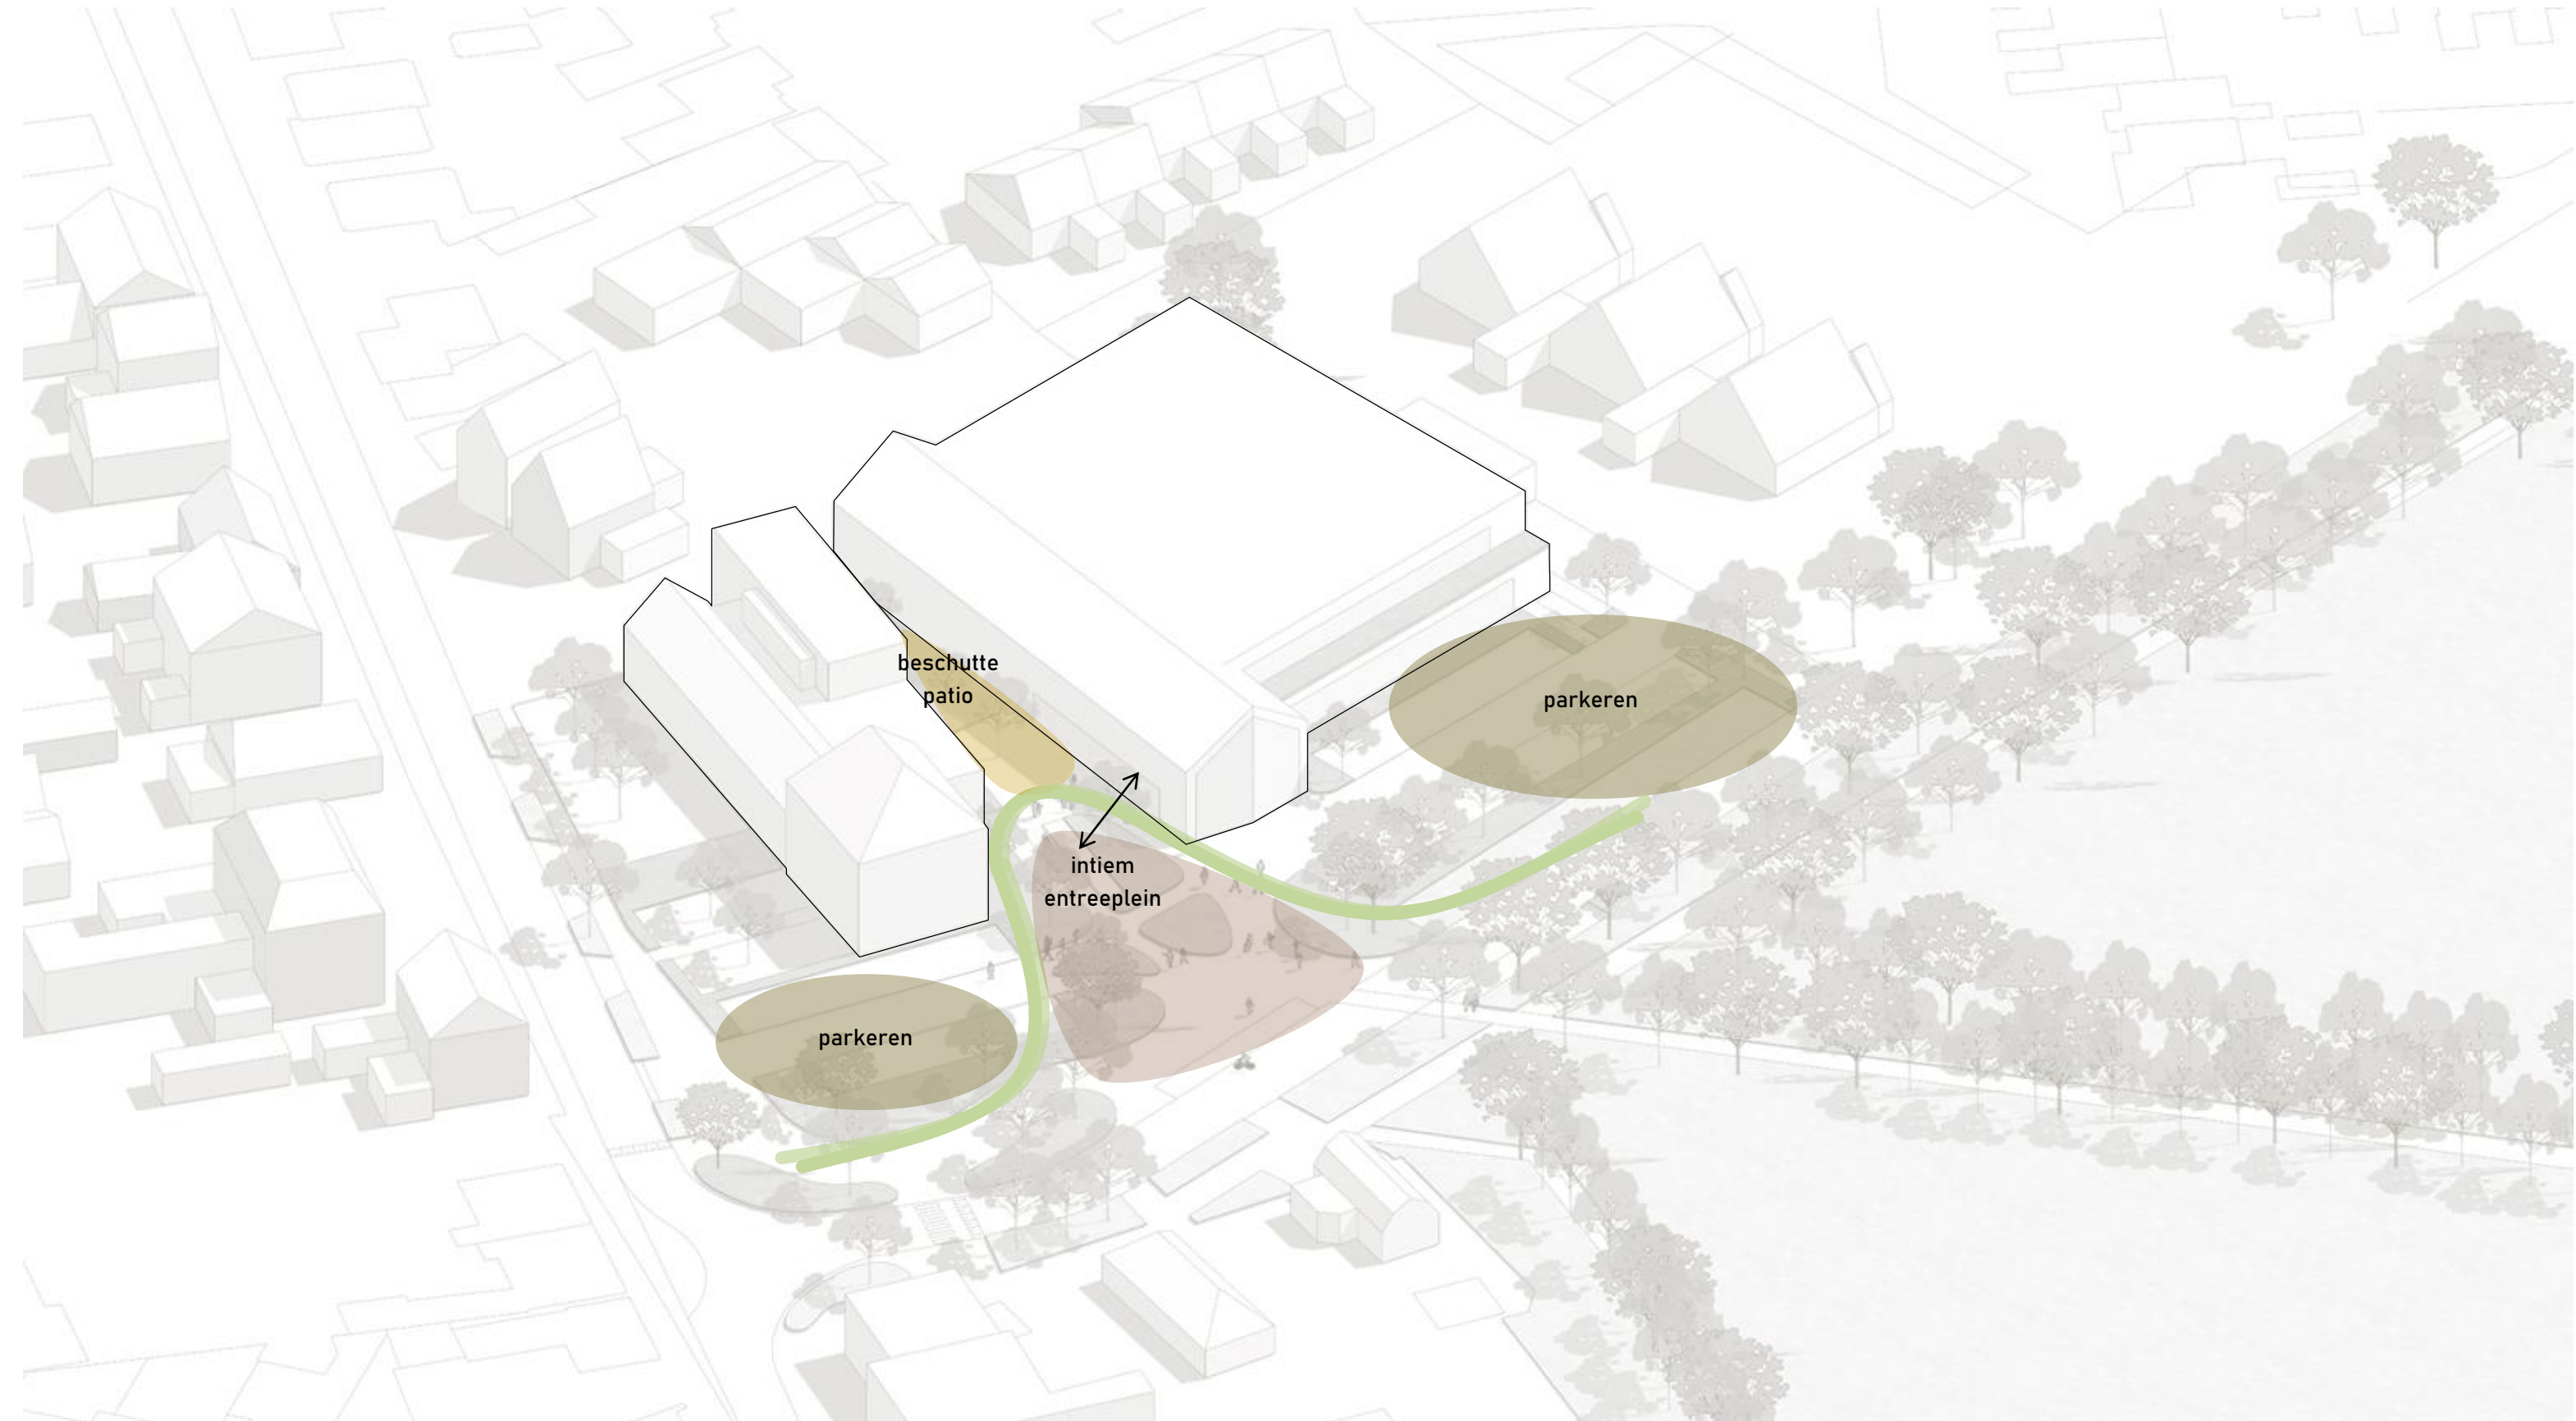 beschutte
patio
parkeren
intiem
entreeplein
parkeren